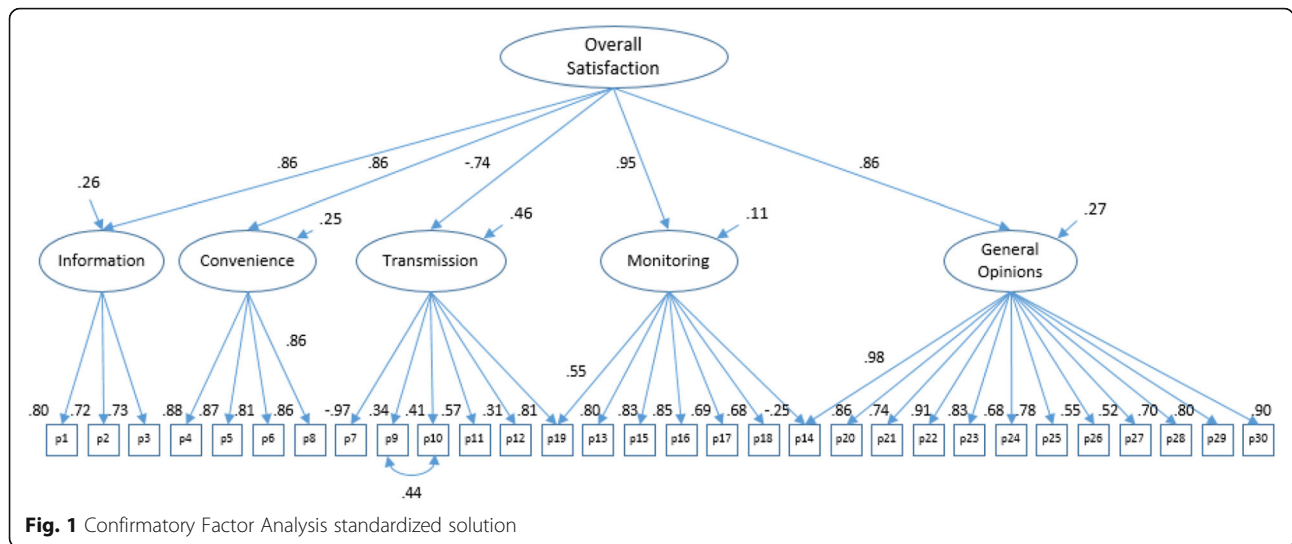 Overall
Satisfaction
.86 .86 -.74 .95 .86
.26 .25 .46 .11 .27
Information Convenience Transmission Monitoring General
Opinions
.86 .55 .98
.80 .72 .73 .88 .87 .81 .86 -.97 .34 .41 .57 .31 .81 .80 .83 .85 .69 .68 -.25 .86 .74 .91 .83 .68 .78 .55 .52 .70 .80 .90
p1 p2 p3 p4 p5 p6 p8 p7 p9 p10 p11 p12 p19 p13 p15 p16 p17 p18 p14 p20 p21 p22 p23 p24 p25 p26 p27 p28 p29 p30
.44
Fig. 1 Confirmatory Factor Analysis standardized solution